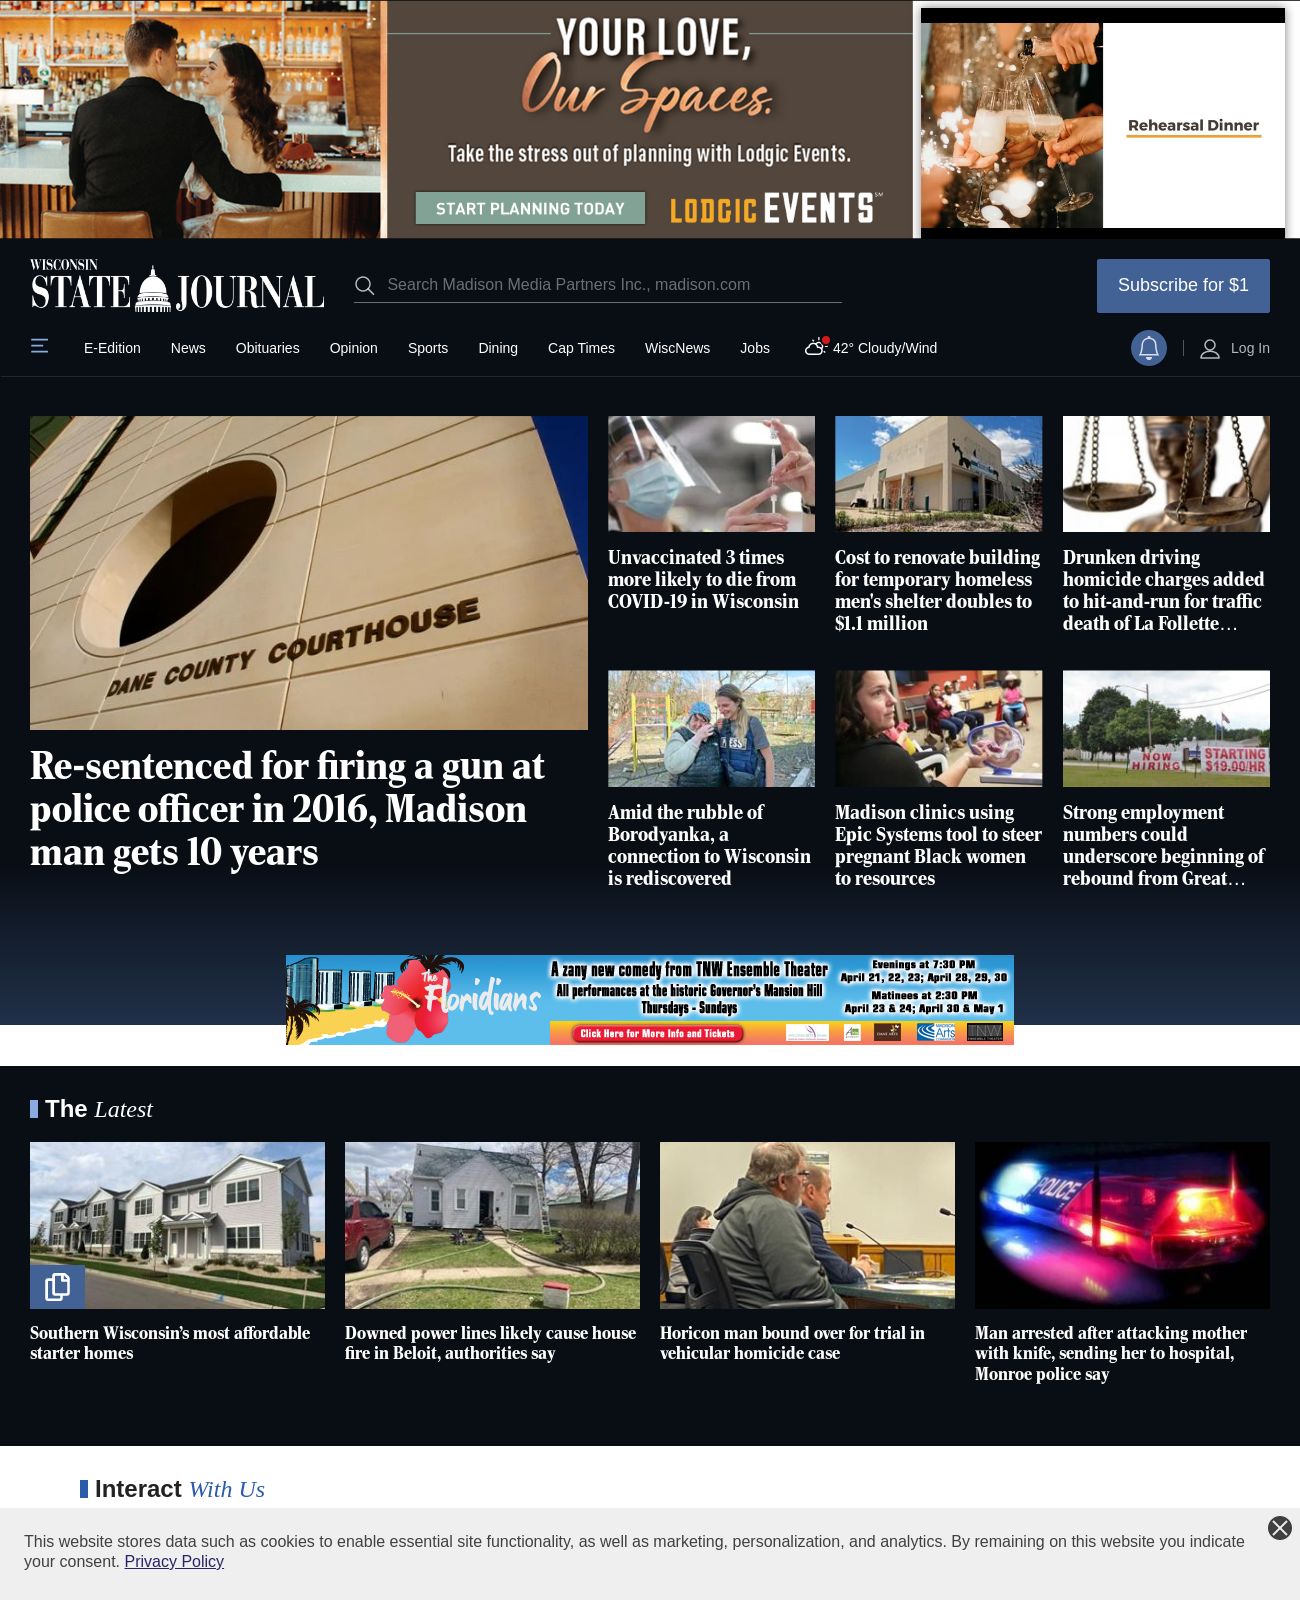 YOUR LOVE,
Our Spaces.
Take the stress out of planning with Lodgic Events.
START PLANNING TODAY
LODGIC EVENTS℠
Rehearsal Dinner
WISCONSIN
STATE JOURNAL
Search Madison Media Partners Inc., madison.com
Subscribe for $1
E-Edition
News
Obituaries
Opinion
Sports
Dining
Cap Times
WiscNews
Jobs
42° Cloudy/Wind
Log In
DANE COUNTY COURTHOUSE
Re-sentenced for firing a gun at
police officer in 2016, Madison
man gets 10 years
Unvaccinated 3 times
more likely to die from
COVID-19 in Wisconsin
Cost to renovate building
for temporary homeless
men's shelter doubles to
$1.1 million
Drunken driving
homicide charges added
to hit-and-run for traffic
death of La Follette…
PRESS
Amid the rubble of
Borodyanka, a
connection to Wisconsin
is rediscovered
Madison clinics using
Epic Systems tool to steer
pregnant Black women
to resources
NOW
HIRING
STARTING
$19.00/HR
Strong employment
numbers could
underscore beginning of
rebound from Great…
The
Floridians
A zany new comedy from TNW Ensemble Theater
All performances at the historic Governor's Mansion Hill
Thursdays - Sundays
Click Here for More Info and Tickets
Evenings at 7:30 PM
April 21, 22, 23; April 28, 29, 30
Matinees at 2:30 PM
April 23 & 24; April 30 & May 1
Arts
TNW
The Latest
Southern Wisconsin’s most affordable
starter homes
Downed power lines likely cause house
fire in Beloit, authorities say
Horicon man bound over for trial in
vehicular homicide case
POLICE
Man arrested after attacking mother
with knife, sending her to hospital,
Monroe police say
Interact With Us
This website stores data such as cookies to enable essential site functionality, as well as marketing, personalization, and analytics. By remaining on this website you indicate
your consent. Privacy Policy